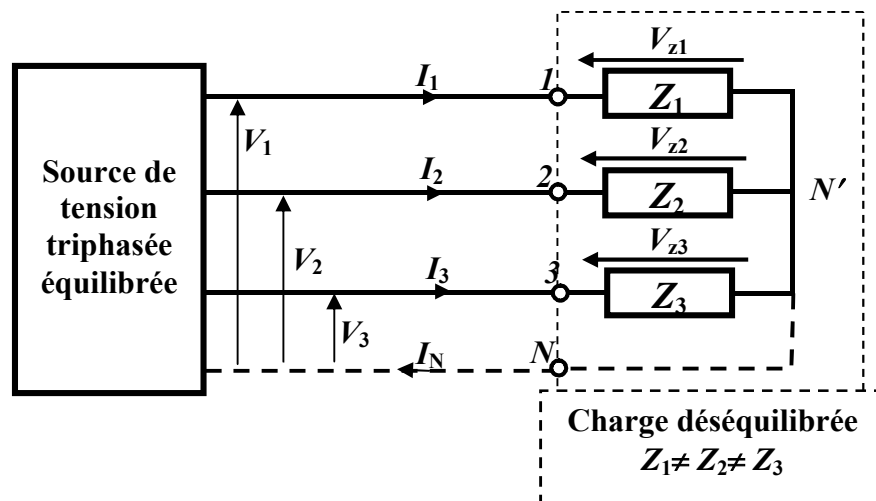 Source de
tension
triphasée
équilibrée
V1
V2
V3
I1
I2
I3
IN
1
2
3
N
Vz1
Z1
Vz2
Z2
Vz3
Z3
N′
Charge déséquilibrée
Z1≠ Z2≠ Z3